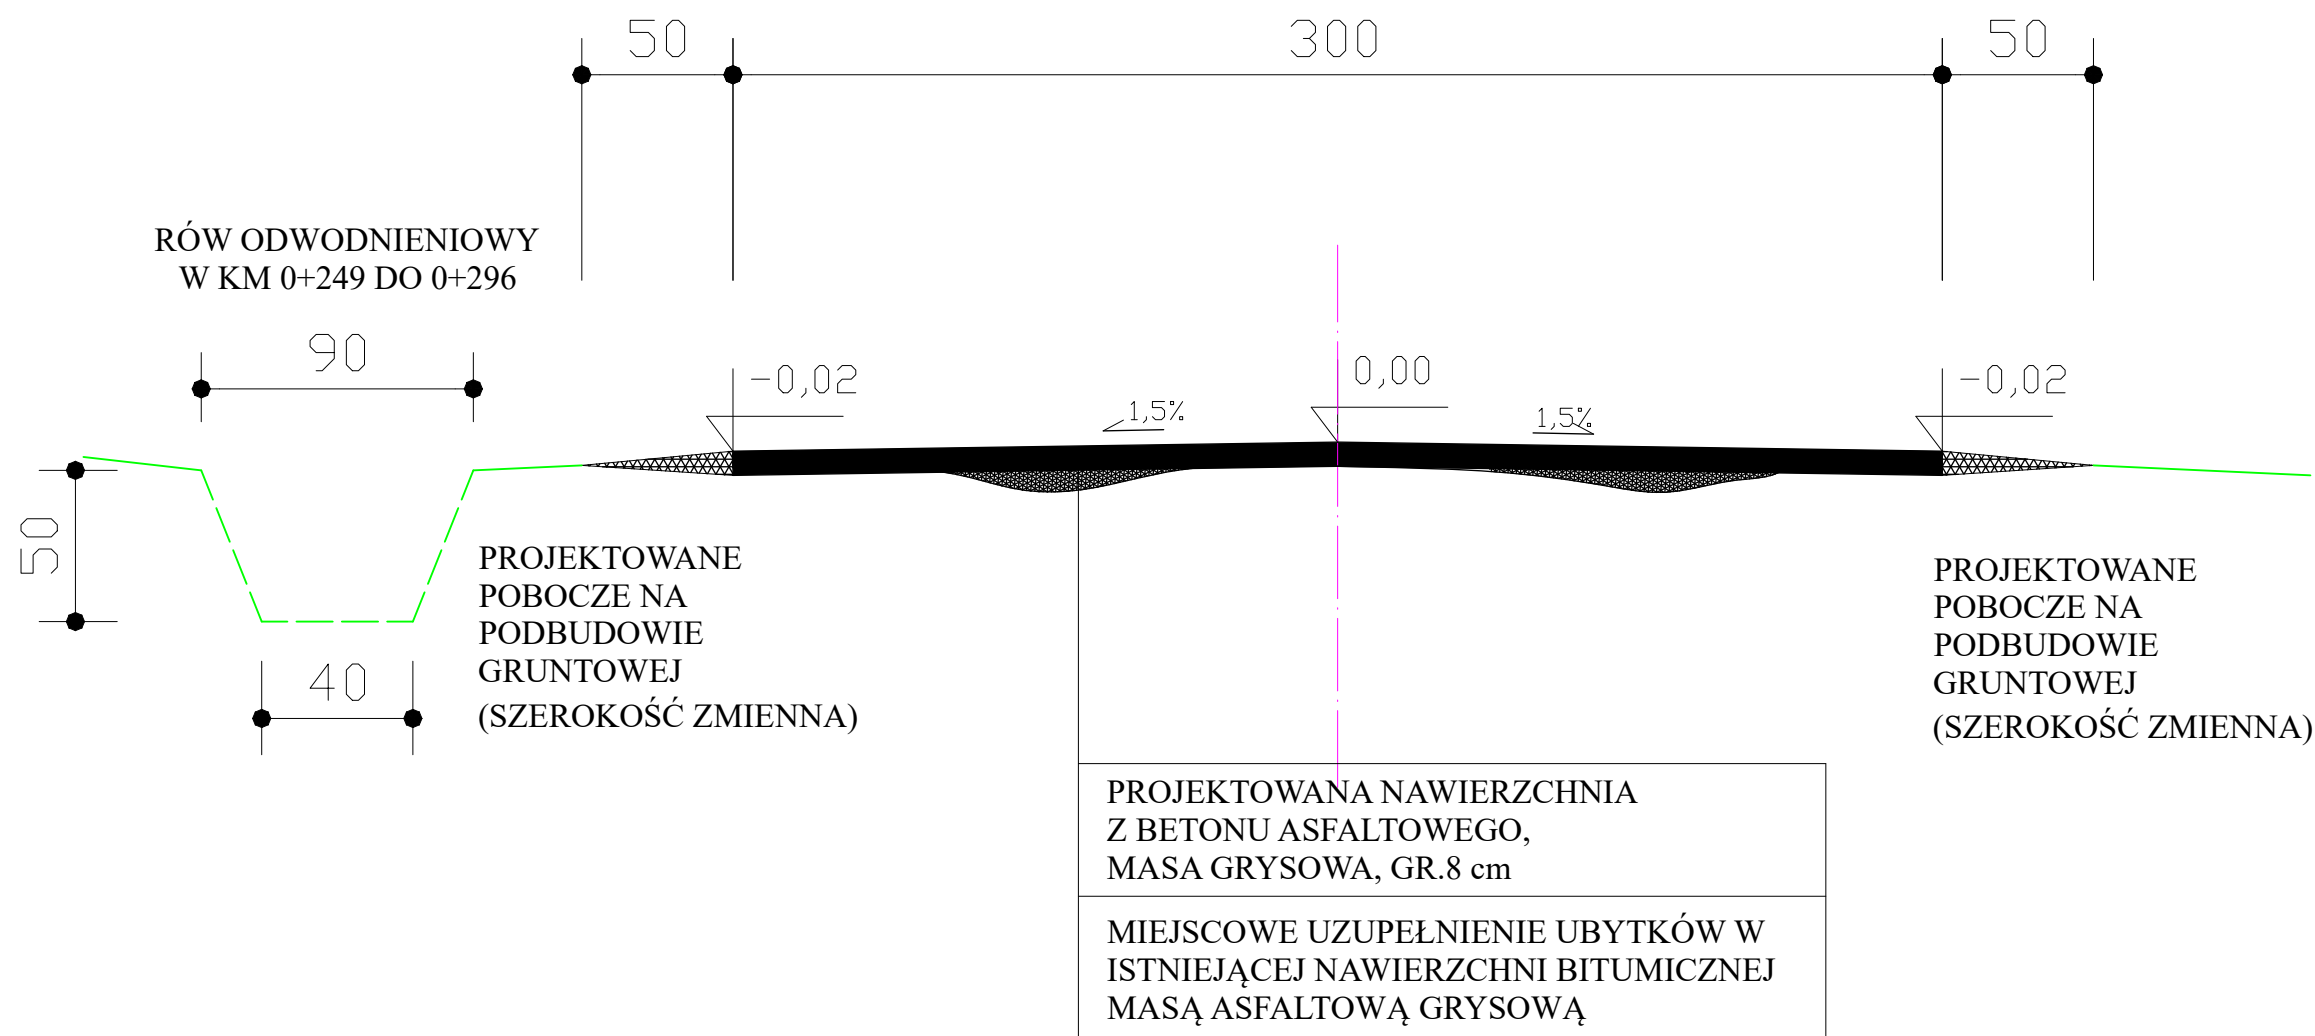 50
300
50
RÓW ODWODNIENIOWY
W KM 0+249 DO 0+296
90
-0,02
0,00
-0,02
1,5%
1,5%
50
40
PROJEKTOWANE
POBOCZE NA
PODBUDOWIE
GRUNTOWEJ
(SZEROKOŚĆ ZMIENNA)
PROJEKTOWANE
POBOCZE NA
PODBUDOWIE
GRUNTOWEJ
(SZEROKOŚĆ ZMIENNA)
PROJEKTOWANA NAWIERZCHNIA
Z BETONU ASFALTOWEGO,
MASA GRYSOWA, GR.8 cm
MIEJSCOWE UZUPEŁNIENIE UBYTKÓW W
ISTNIEJĄCEJ NAWIERZCHNI BITUMICZNEJ
MASĄ ASFALTOWĄ GRYSOWĄ